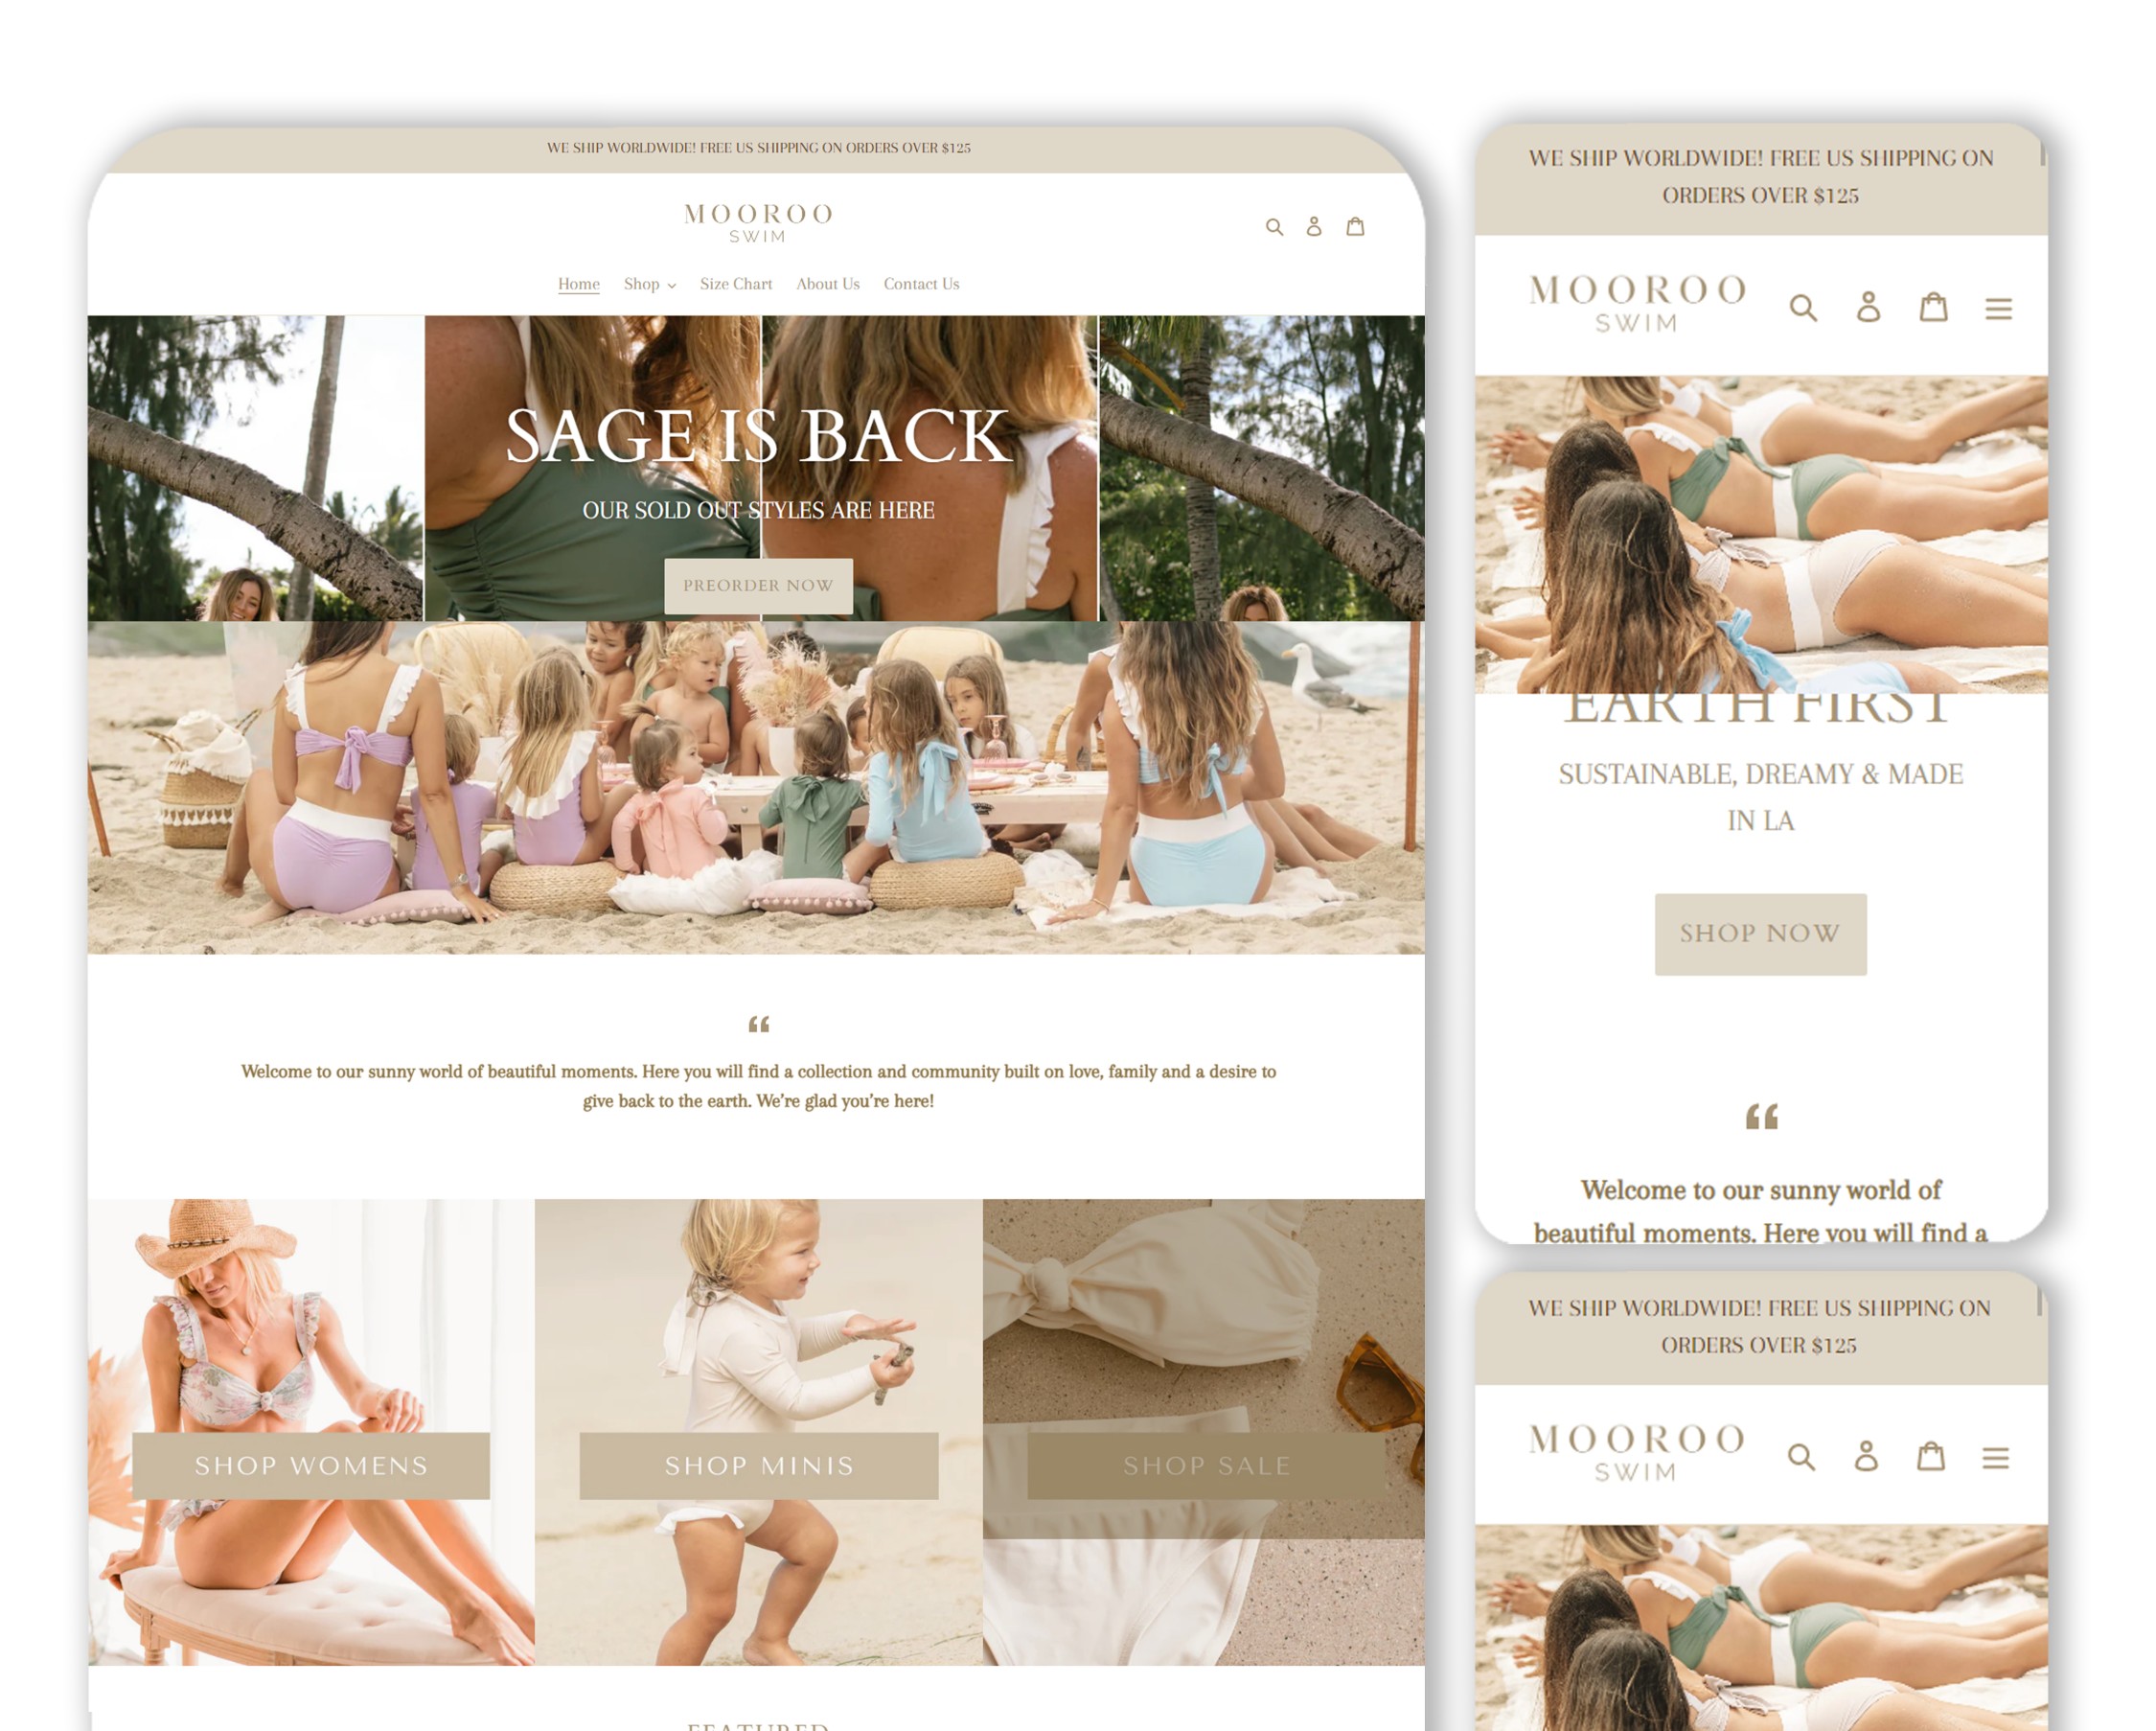 WE SHIP WORLDWIDE! FREE US SHIPPING ON ORDERS OVER $125
MOOROO
SWIM
Home Shop Size Chart About Us Contact Us
SAGE IS BACK
OUR SOLD OUT STYLES ARE HERE
PREORDER NOW
Welcome to our sunny world of beautiful moments. Here you will find a collection and community built on love, family and a desire to
give back to the earth. We’re glad you’re here!
SHOP WOMENS
SHOP MINIS
SHOP SALE
FEATURED
WE SHIP WORLDWIDE! FREE US SHIPPING ON
ORDERS OVER $125
MOOROO
SWIM
EARTH FIRST
SUSTAINABLE, DREAMY & MADE
IN LA
SHOP NOW
“
Welcome to our sunny world of
beautiful moments. Here you will find a
WE SHIP WORLDWIDE! FREE US SHIPPING ON
ORDERS OVER $125
MOOROO
SWIM